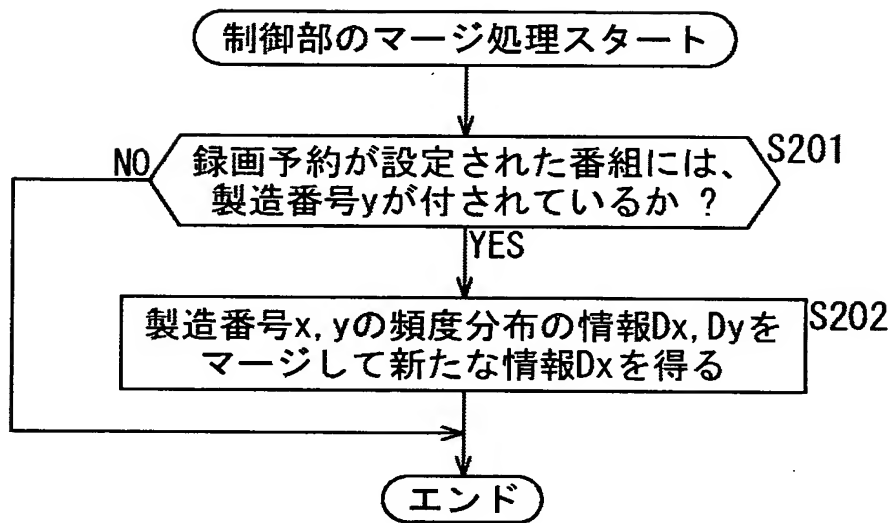 制御部のマージ処理スタート
NO
録画予約が設定された番組には、
S201
製造番号yが付されているか ?
YES
製造番号x,yの頻度分布の情報Dx,Dyを
S202
マージして新たな情報Dxを得る
エンド